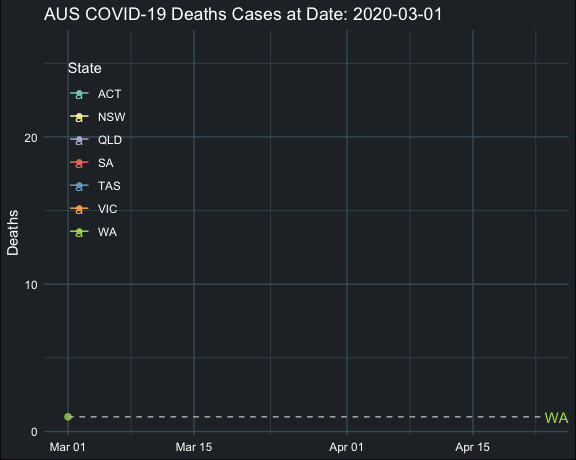 AUS COVID-19 Deaths Cases at Date: 2020-03-01
State
a ACT
a NSW
a QLD
a SA
a TAS
a VIC
a WA
Deaths
20
10
0
WA
Mar 01 Mar 15 Apr 01 Apr 15